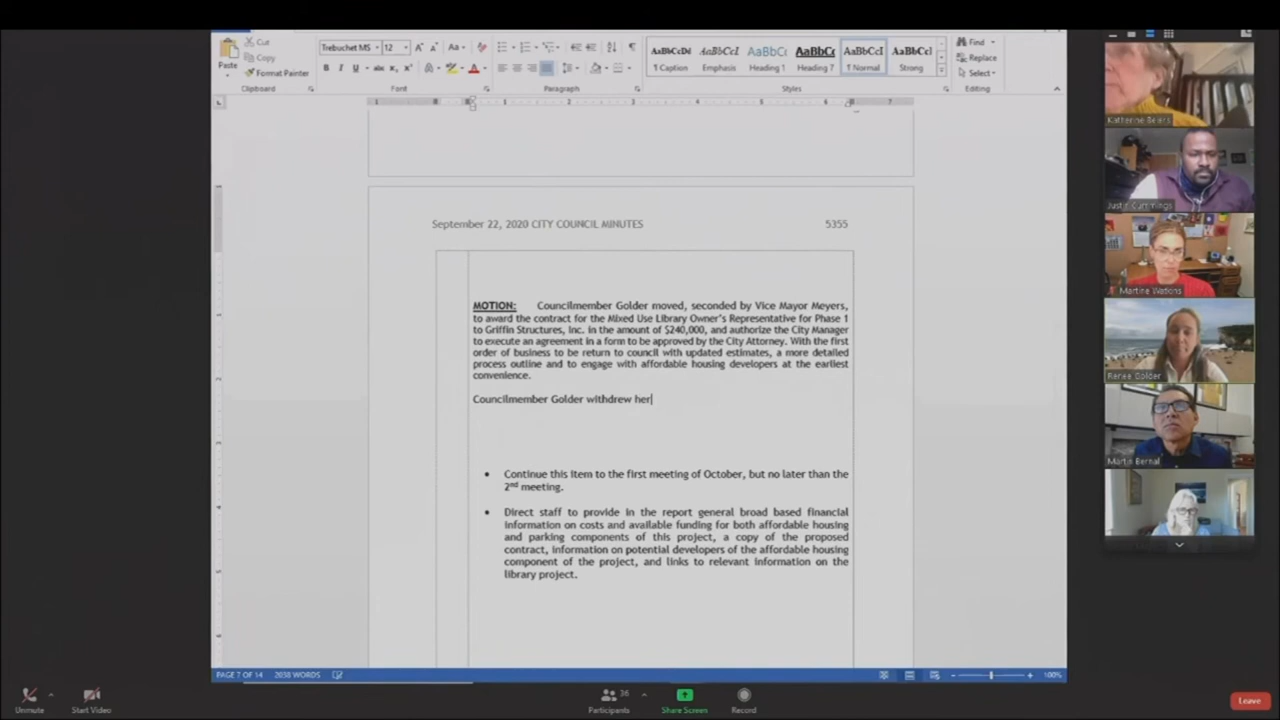 Cut
Copy
Format Painter
Paste
Clipboard
Trebuchet MS
12
Aa
Font
Paragraph
AaBbCcDd AaBbCcI AaBbC AaBbC AaBbCcI AaBbCcI
¶ Caption Emphasis Heading 1 Heading 7 ¶ Normal Strong
Styles
Find
Replace
Select
Editing
September 22, 2020 CITY COUNCIL MINUTES 5355
MOTION: Councilmember Golder moved, seconded by Vice Mayor Meyers,
to award the contract for the Mixed Use Library Owner's Representative for Phase 1
to Griffin Structures, Inc. in the amount of $240,000, and authorize the City Manager
to execute an agreement in a form to be approved by the City Attorney. With the first
order of business to be return to council with updated estimates, a more detailed
process outline and to engage with affordable housing developers at the earliest
convenience.
Councilmember Golder withdrew her
• Continue this item to the first meeting of October, but no later than the
2nd meeting.
• Direct staff to provide in the report general broad based financial
information on costs and available funding for both affordable housing
and parking components of this project, a copy of the proposed
contract, information on potential developers of the affordable housing
component of the project, and links to relevant information on the
library project.
PAGE 7 OF 14 2038 WORDS
100%
Katherine Beiers
Justin Cummings
Martine Watkins
Renee Golder
Martin Bernal
Unmute
Start Video
36
Participants
Share Screen
Record
Leave